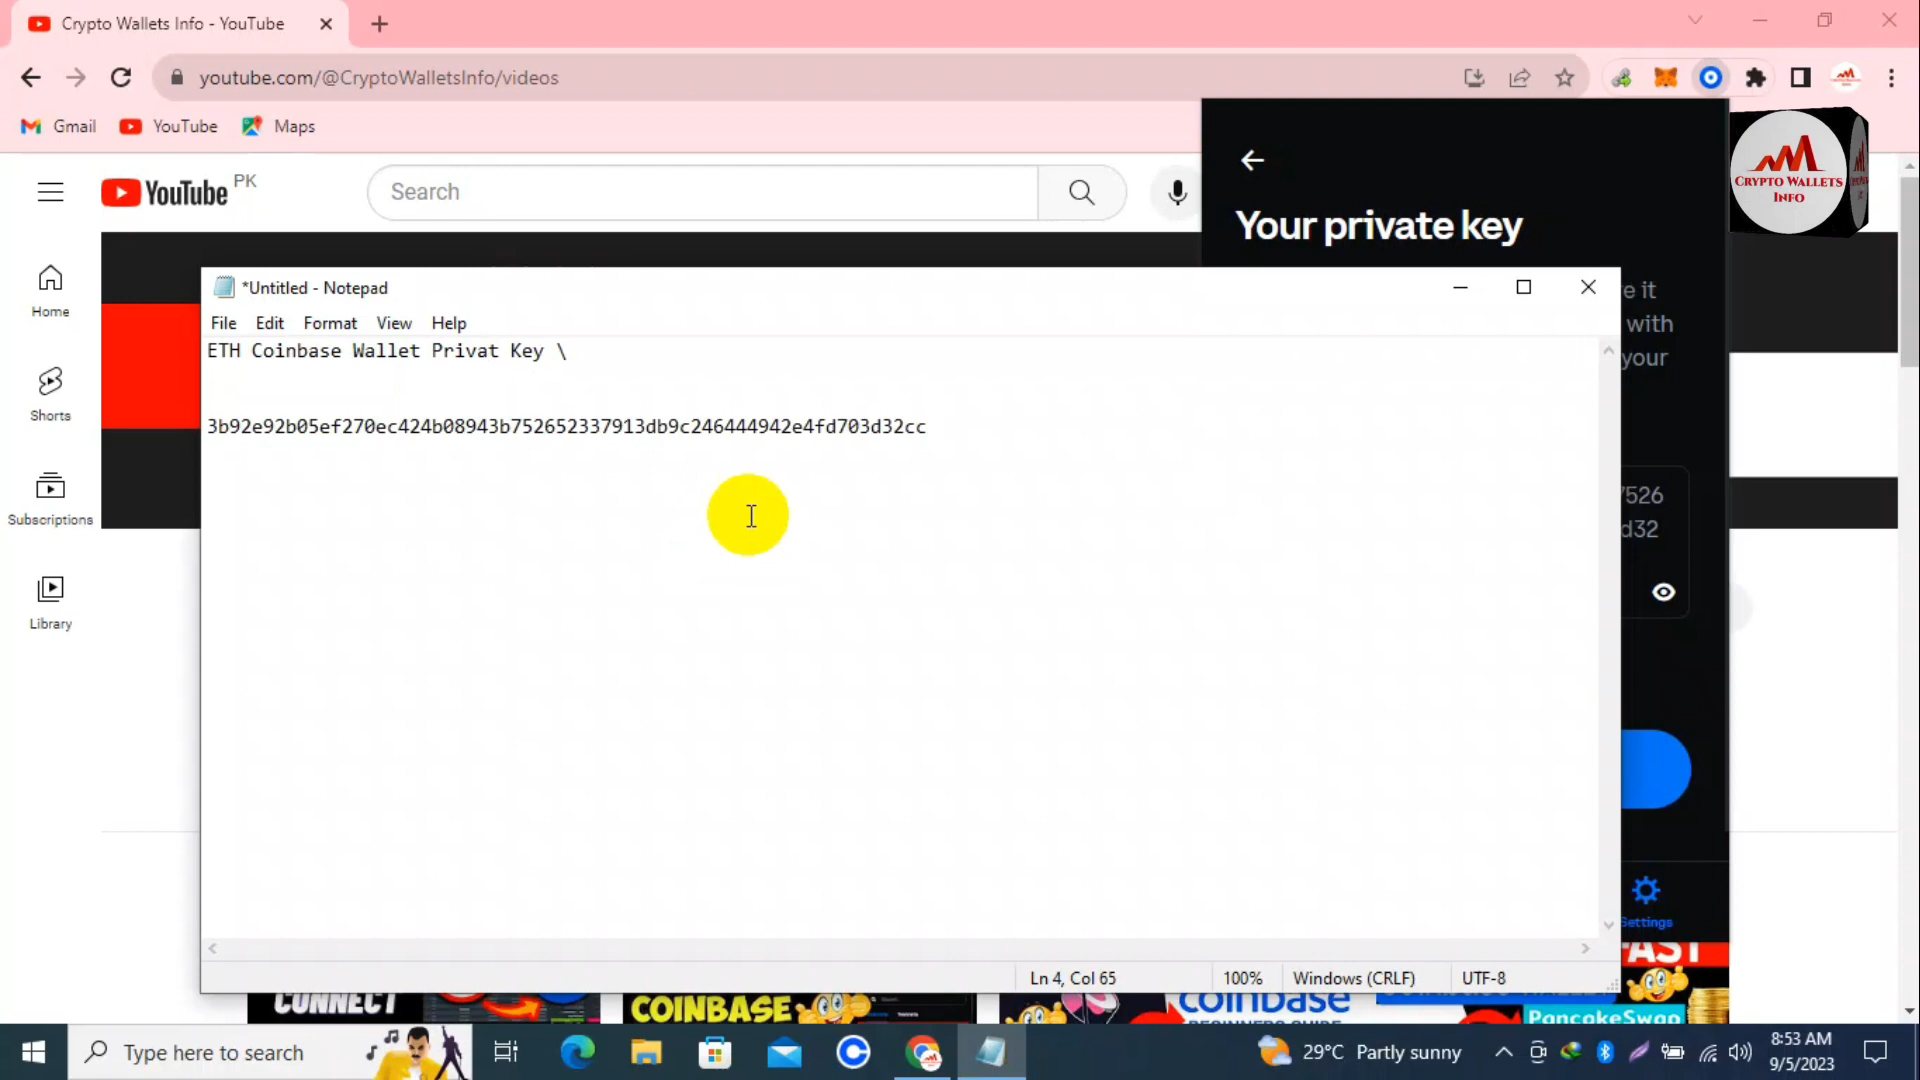 Crypto Wallets Info - YouTube
youtube.com/@CryptoWalletsInfo/videos
Gmail
YouTube
Maps
YouTube PK
Search
Your private key
CRYPTO WALLETS
INFO
*Untitled - Notepad
e it
with
your
File Edit Format View Help
ETH Coinbase Wallet Privat Key \
3b92e92b05ef270ec424b08943b752652337913db9c246444942e4fd703d32cc
Home
Shorts
Subscriptions
Library
7526
d32
Settings
Ln 4, Col 65
100%
Windows (CRLF)
UTF-8
CONNECT
COINBASE
coinbase
FAST
PancakeSwap
Type here to search
29°C Partly sunny
8:53 AM
9/5/2023